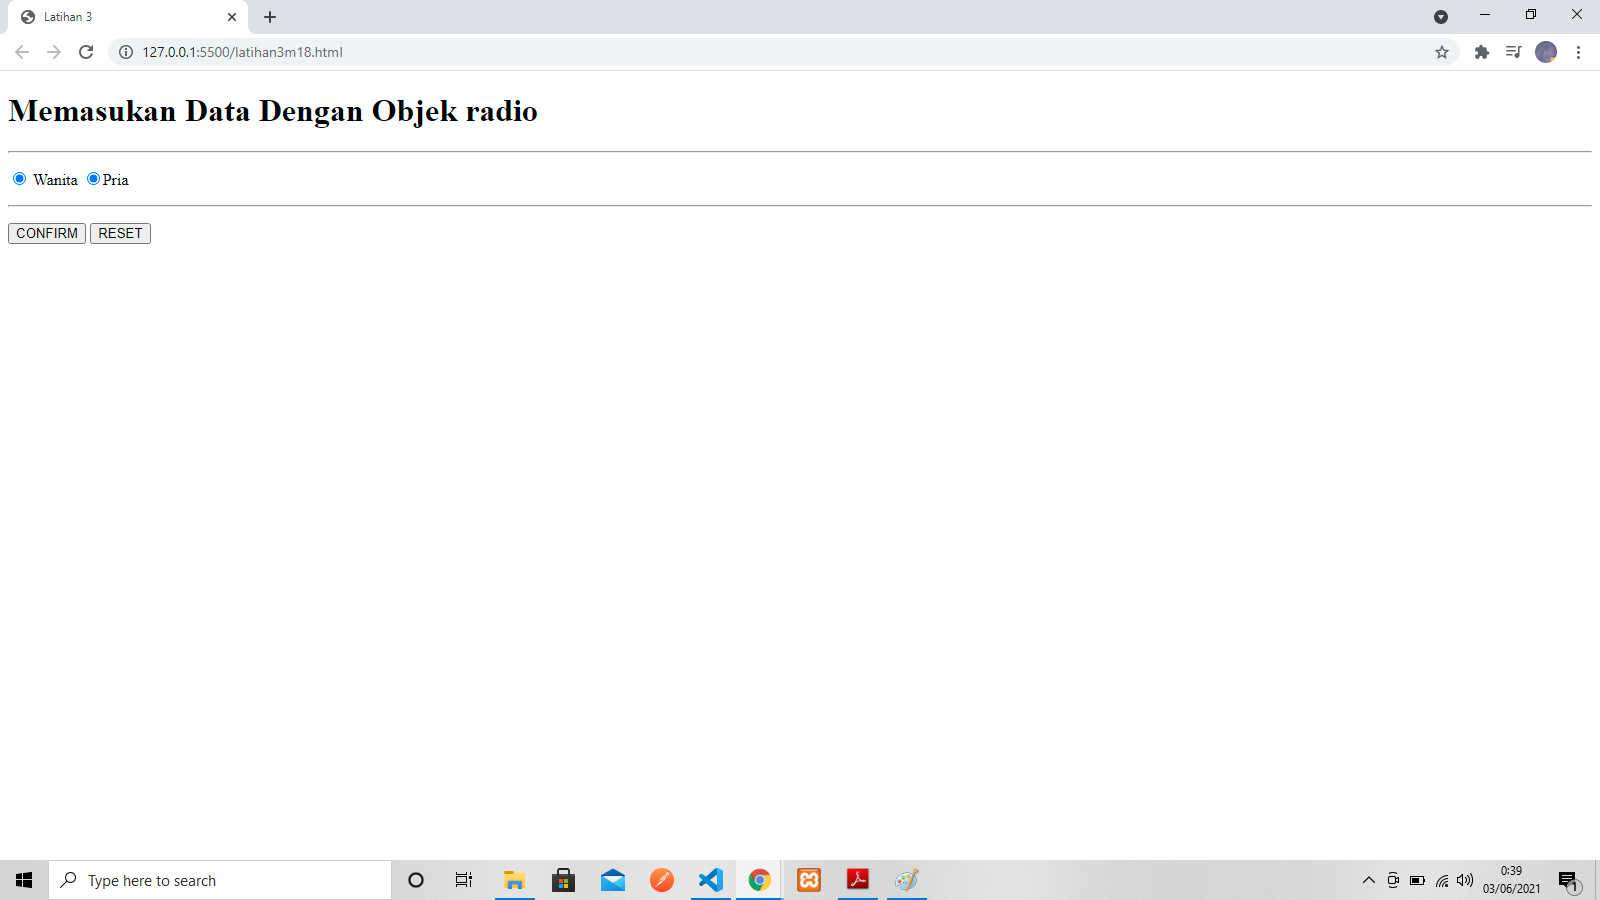 Latihan 3
127.0.0.1:5500/latihan3m18.html
Memasukan Data Dengan Objek radio
Wanita Pria
CONFIRM RESET
Type here to search
0:39
03/06/2021
1